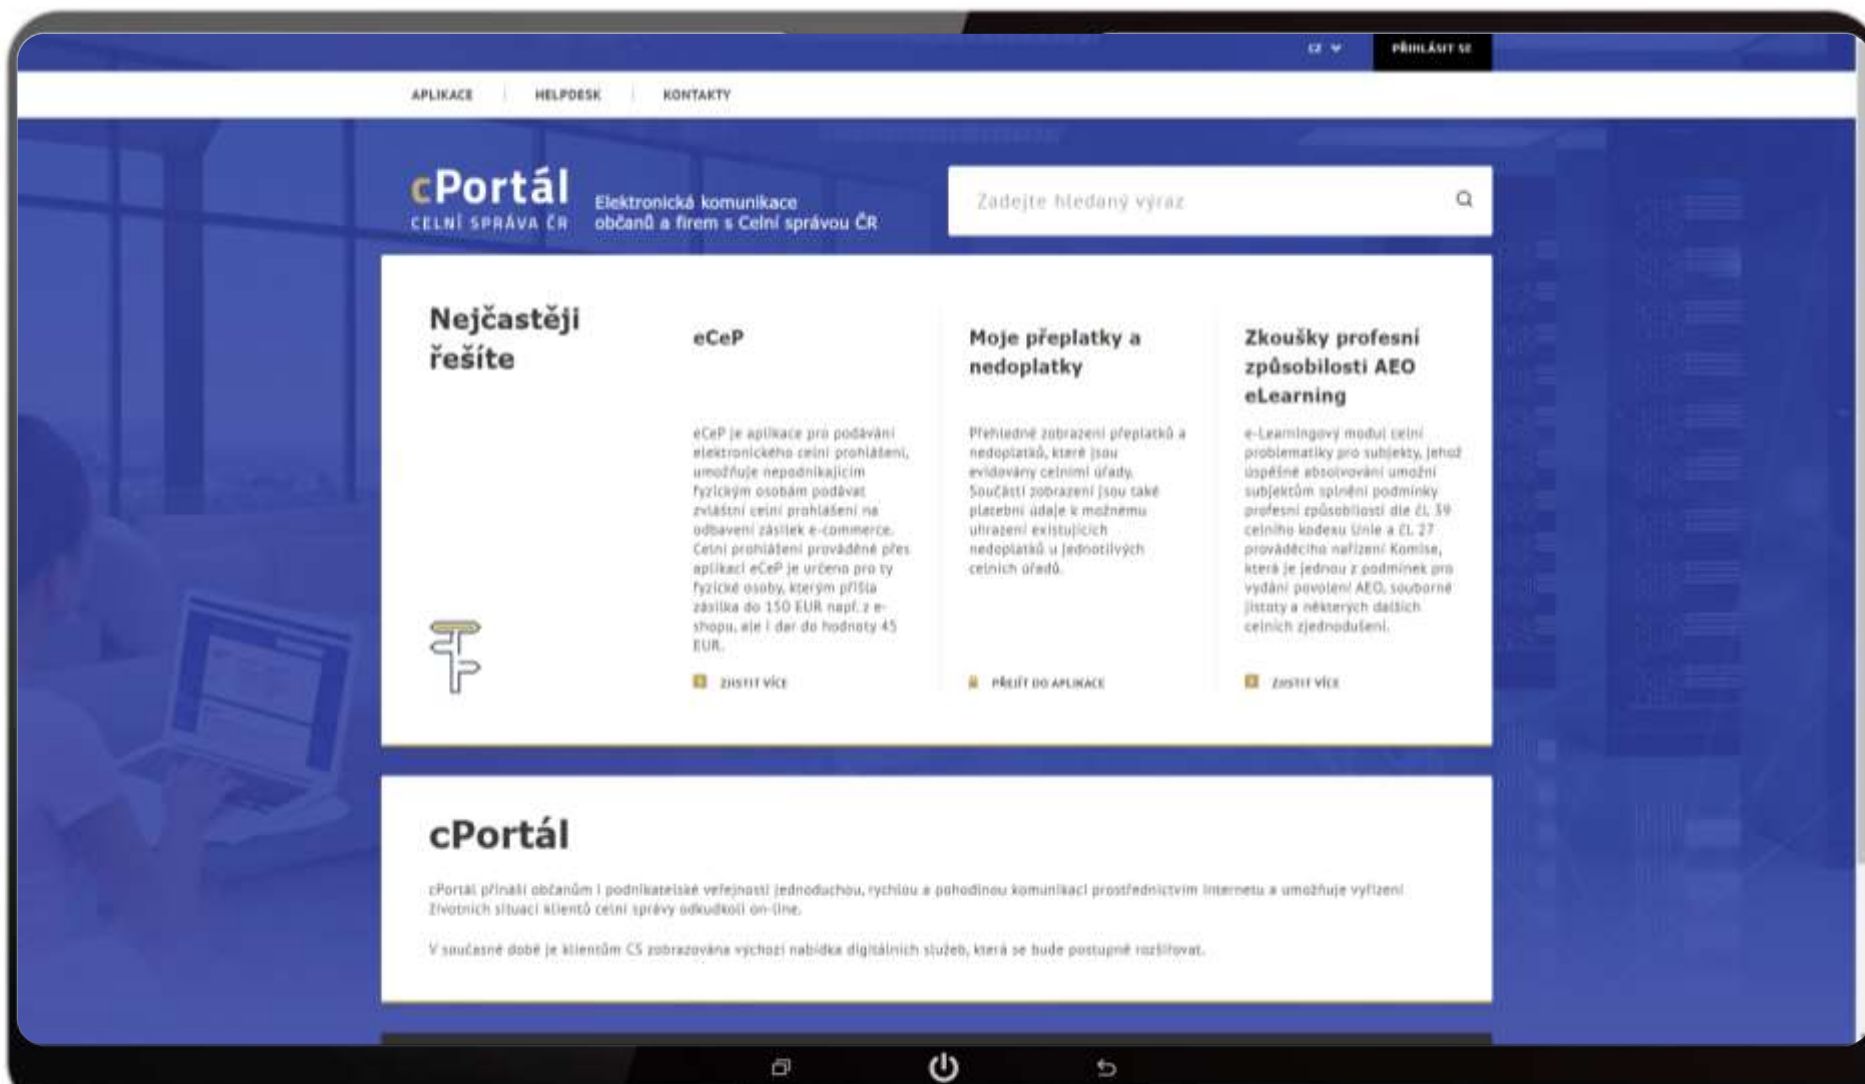 CZ
PŘIHLÁSIT SE
APLIKACE
HELPDESK
KONTAKTY
cPortál
CELNÍ SPRÁVA ČR
Elektronická komunikace
občanů a firem s Celní správou ČR
Zadejte hledaný výraz
Nejčastěji
řešíte
eCeP
eCeP je aplikace pro podávání
elektronického celní prohlášení,
umožňuje nepodnikajícím
fyzickým osobám podávat
zvláštní celní prohlášení na
odbavení zásilek e-commerce.
Celní prohlášení prováděné přes
aplikaci eCeP je určeno pro ty
fyzické osoby, kterým přišla
zásilka do 150 EUR např. z e-
shopu, ale i dar do hodnoty 45
EUR.
ZJISTIT VÍCE
Moje přeplatky a
nedoplatky
Přehledné zobrazení přeplatků a
nedoplatků, které jsou
evidovány celními úřady.
Součástí zobrazení jsou také
platební údaje k možnému
uhrazení existujících
nedoplatků u jednotlivých
celních úřadů.
PŘEJÍT DO APLIKACE
Zkoušky profesní
způsobilosti AEO
eLearning
e-Learningový modul celní
problematiky pro subjekty, jehož
úspěšné absolvování umožní
subjektům splnění podmínky
profesní způsobilosti dle čl. 39
celního kodexu Unie a čl. 27
prováděcího nařízení Komise,
která je jednou z podmínek pro
vydání povolení AEO, souborné
jistoty a některých dalších
celních zjednodušení.
ZJISTIT VÍCE
cPortál
cPortál přináší občanům i podnikatelské veřejnosti jednoduchou, rychlou a pohodlnou komunikaci prostřednictvím internetu a umožňuje vyřízení
životních situací klientů celní správy odkudkoli on-line.
V současné době je klientům CS zobrazována výchozí nabídka digitálních služeb, která se bude postupně rozšiřovat.